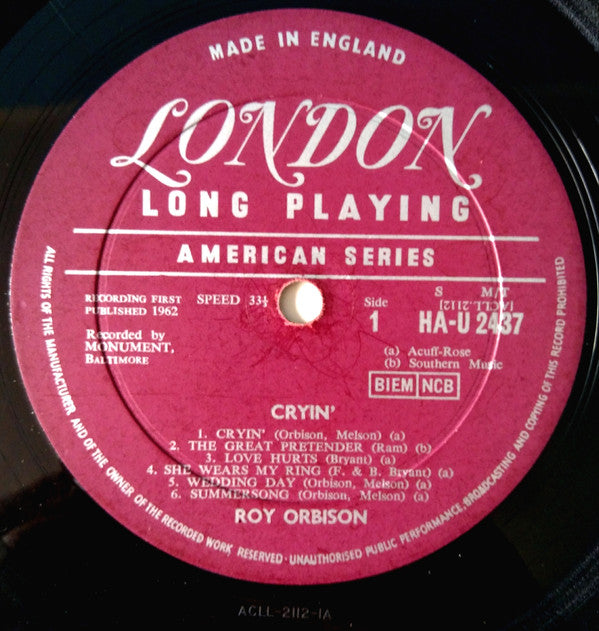 MADE IN ENGLAND
LONDON
LONG PLAYING
AMERICAN SERIES
RECORDING FIRST
PUBLISHED 1962
SPEED 33⅓
Recorded by
MONUMENT,
BALTIMORE
Side
1
S M/T
[ACLL.2112]
HA-U 2437
(a) Acuff-Rose
(b) Southern Music
BIEM NCB
CRYIN'
1. CRYIN' (Orbison, Melson) (a)
2. THE GREAT PRETENDER (Ram) (b)
3. LOVE HURTS (Bryant) (a)
4. SHE WEARS MY RING (F. & B. Bryant) (a)
5. WEDDING DAY (Orbison, Melson) (a)
6. SUMMERSONG (Orbison, Melson) (a)
ROY ORBISON
ALL RIGHTS OF THE MANUFACTURER AND OF THE OWNER OF THE RECORDED WORK RESERVED·UNAUTHORISED PUBLIC PERFORMANCE, BROADCASTING AND COPYING OF THIS RECORD PROHIBITED
ACLL-2112-1A